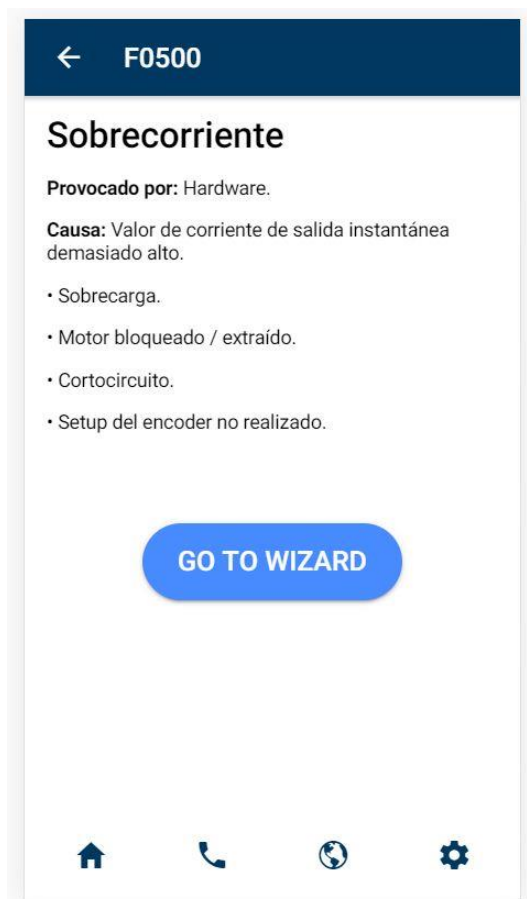 F0500
Sobrecorriente
Provocado por: Hardware.
Causa: Valor de corriente de salida instantánea
demasiado alto.
• Sobrecarga.
• Motor bloqueado / extraído.
• Cortocircuito.
• Setup del encoder no realizado.
GO TO WIZARD